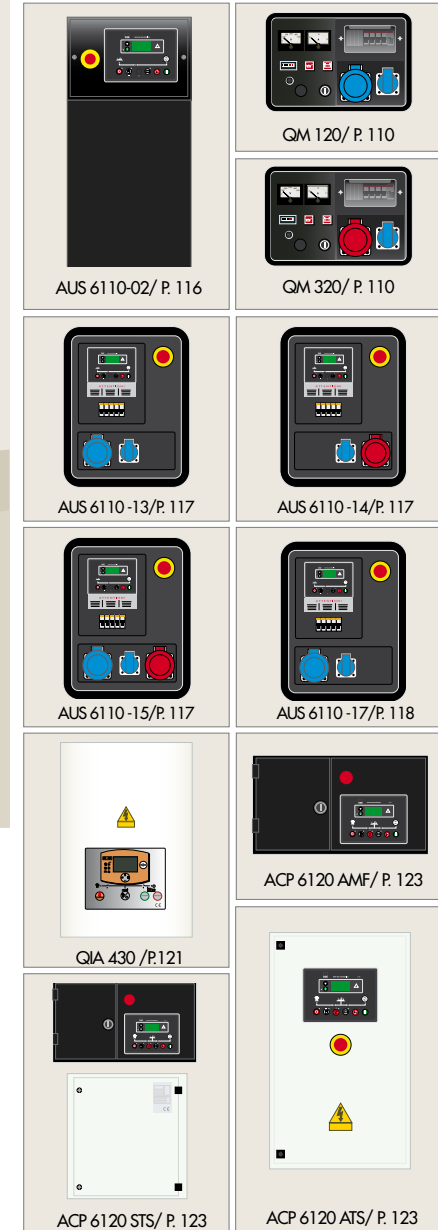 AUS 6110-02/ P. 116
QM 120/ P. 110
QM 320/ P. 110
AUS 6110 -13/P. 117
AUS 6110 -14/P. 117
AUS 6110 -15/P. 117
AUS 6110 -17/P. 118
QIA 430 /P.121
ACP 6120 AMF/ P. 123
ACP 6120 STS/ P. 123
ACP 6120 ATS/ P. 123